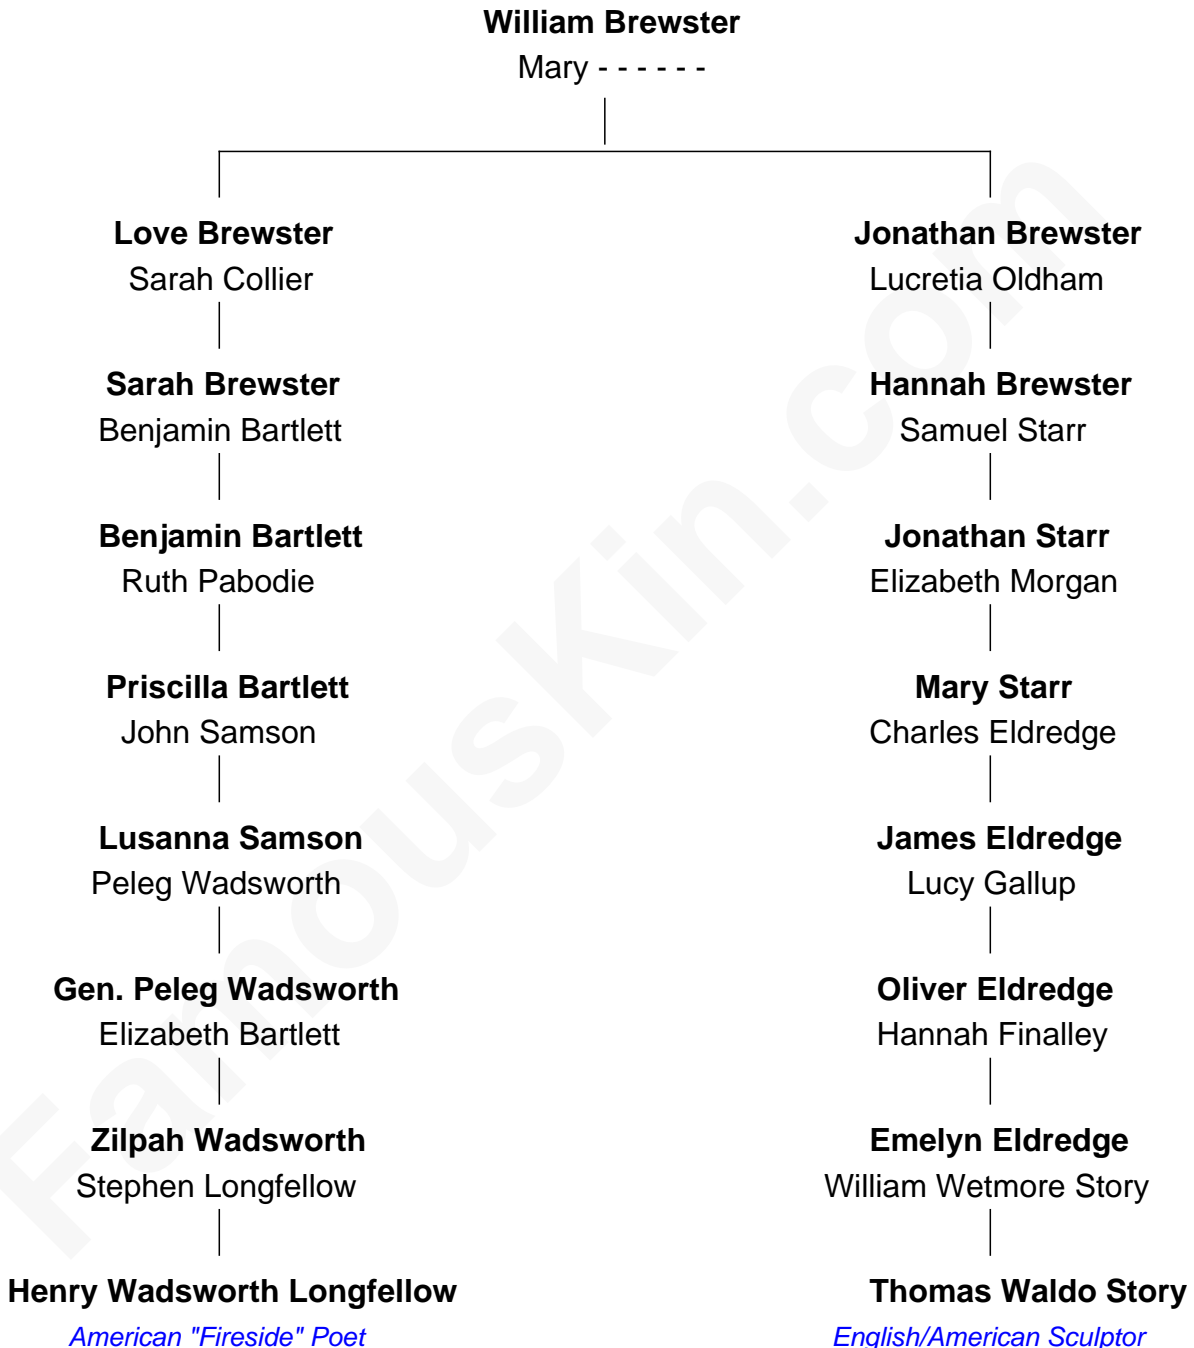 William Brewster
Mary - - - - - -
Love Brewster
Sarah Collier
Jonathan Brewster
Lucretia Oldham
Sarah Brewster
Benjamin Bartlett
Hannah Brewster
Samuel Starr
Benjamin Bartlett
Ruth Pabodie
Jonathan Starr
Elizabeth Morgan
Priscilla Bartlett
John Samson
Mary Starr
Charles Eldredge
Lusanna Samson
Peleg Wadsworth
James Eldredge
Lucy Gallup
Gen. Peleg Wadsworth
Elizabeth Bartlett
Oliver Eldredge
Hannah Finalley
Zilpah Wadsworth
Stephen Longfellow
Emelyn Eldredge
William Wetmore Story
Henry Wadsworth Longfellow
American "Fireside" Poet
Thomas Waldo Story
English/American Sculptor
FamousKin.com